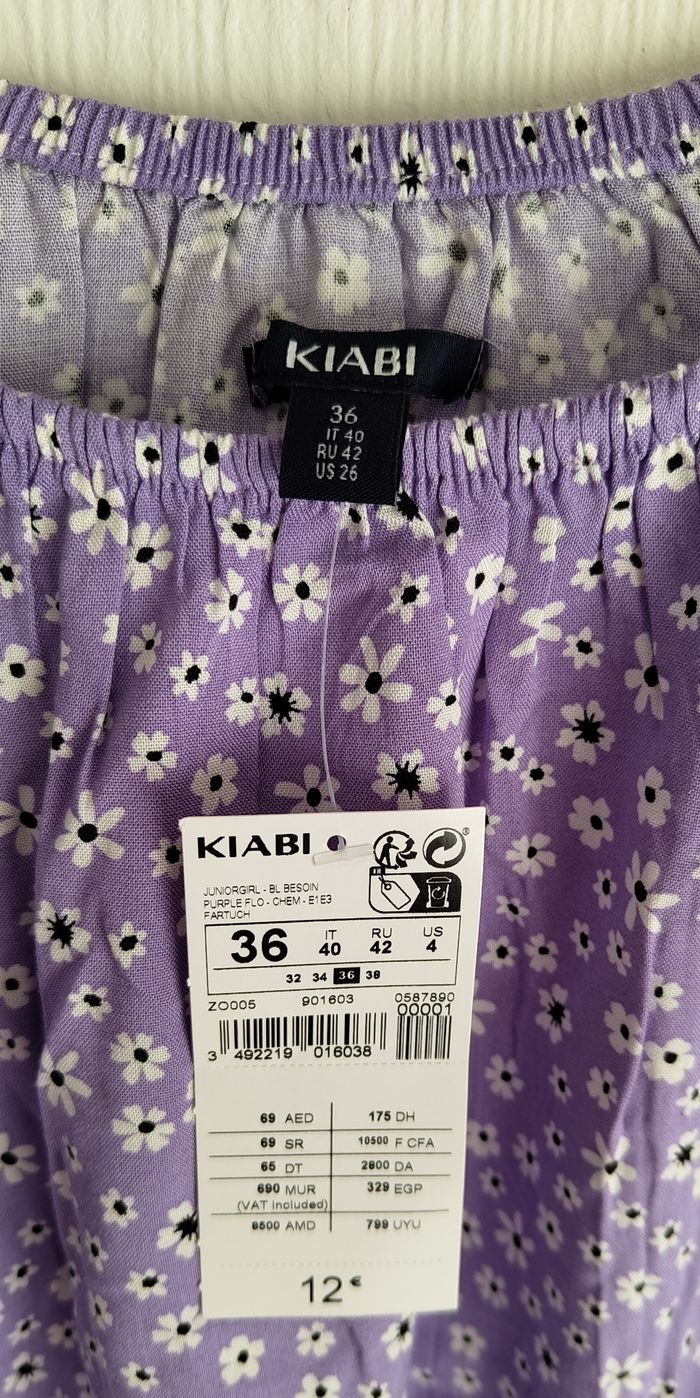 KIABI
36
IT 40
RU 42
US 26
KIABI
JUNIORGIRL - BL BESOIN
PURPLE FLO - CHEM - E1E3
FARTUCH
36 IT 40 RU 42 US 4
32 34 36 38
ZO005 901603 0587890
00001
3 492219 016038
69 AED 175 DH
69 SR 10500 F CFA
65 DT 2800 DA
690 MUR 329 EGP
(VAT included)
8500 AMD 799 UYU
12 €